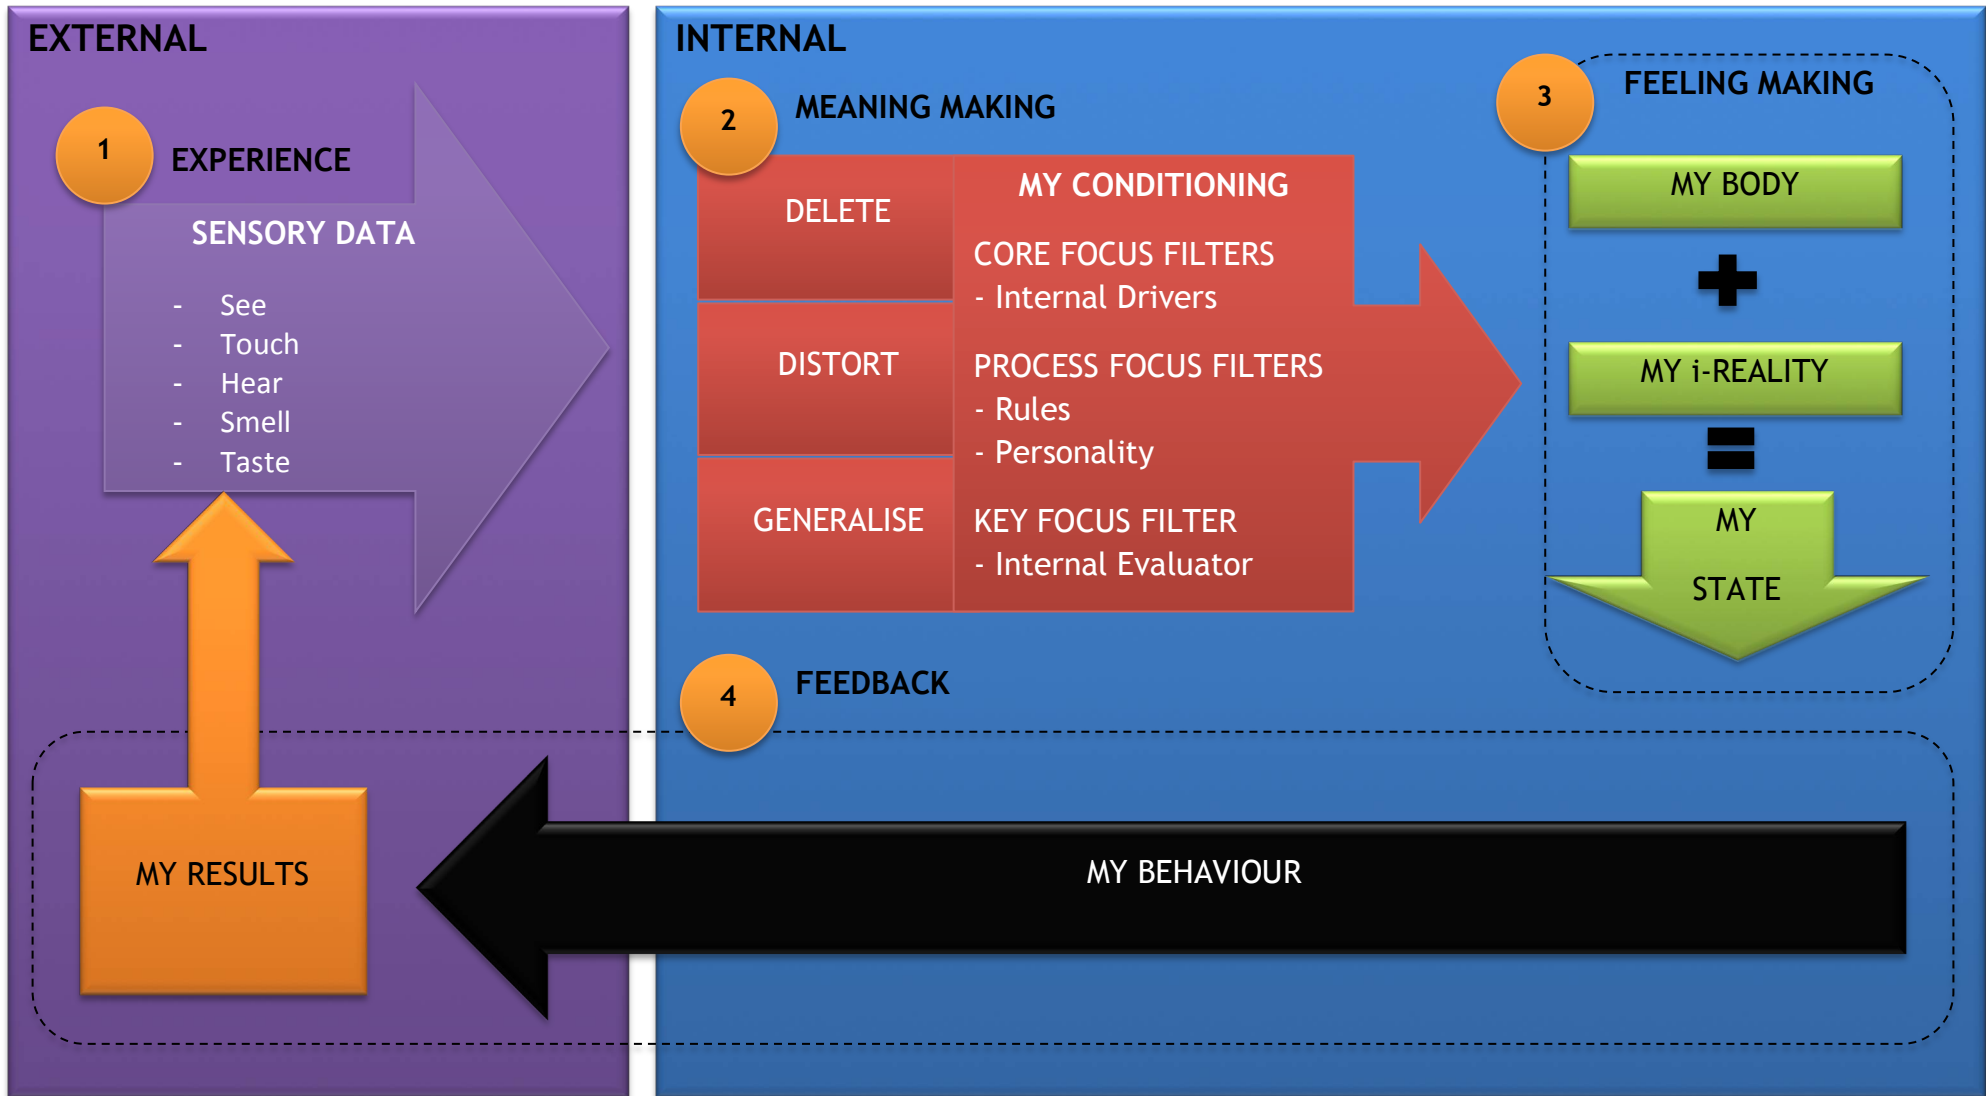 EXTERNAL
1
EXPERIENCE
SENSORY DATA
- See
- Touch
- Hear
- Smell
- Taste
MY RESULTS
INTERNAL
2
MEANING MAKING
DELETE
DISTORT
GENERALISE
MY CONDITIONING
CORE FOCUS FILTERS
- Internal Drivers
PROCESS FOCUS FILTERS
- Rules
- Personality
KEY FOCUS FILTER
- Internal Evaluator
3
FEELING MAKING
MY BODY
MY i-REALITY
MY
STATE
4
FEEDBACK
MY BEHAVIOUR